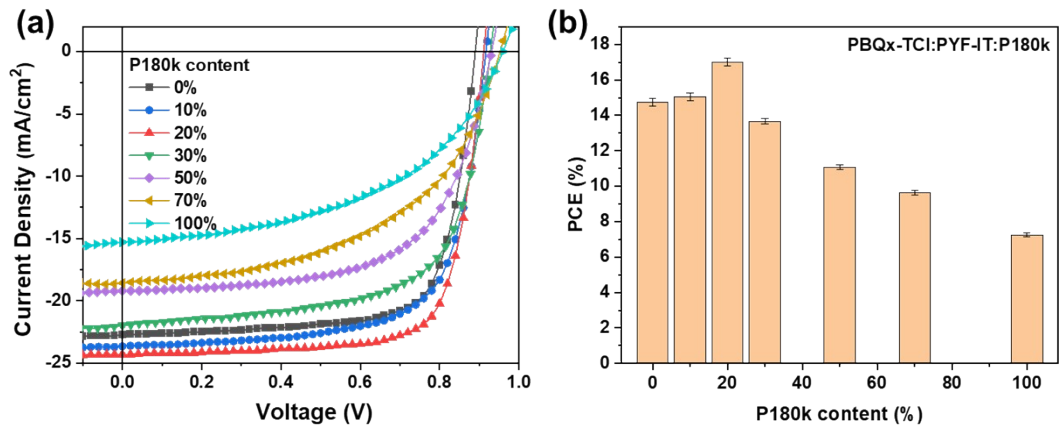 (a)
0
-5
-10
-15
-20
-25
Current Density (mA/cm²)
P180k content
0%
10%
20%
30%
50%
70%
100%
0.0 0.2 0.4 0.6 0.8 1.0
Voltage (V)
(b)
PBQx-TCl:PYF-IT:P180k
18
16
14
12
10
8
6
4
2
0
PCE (%)
0 20 40 60 80 100
P180k content (%)